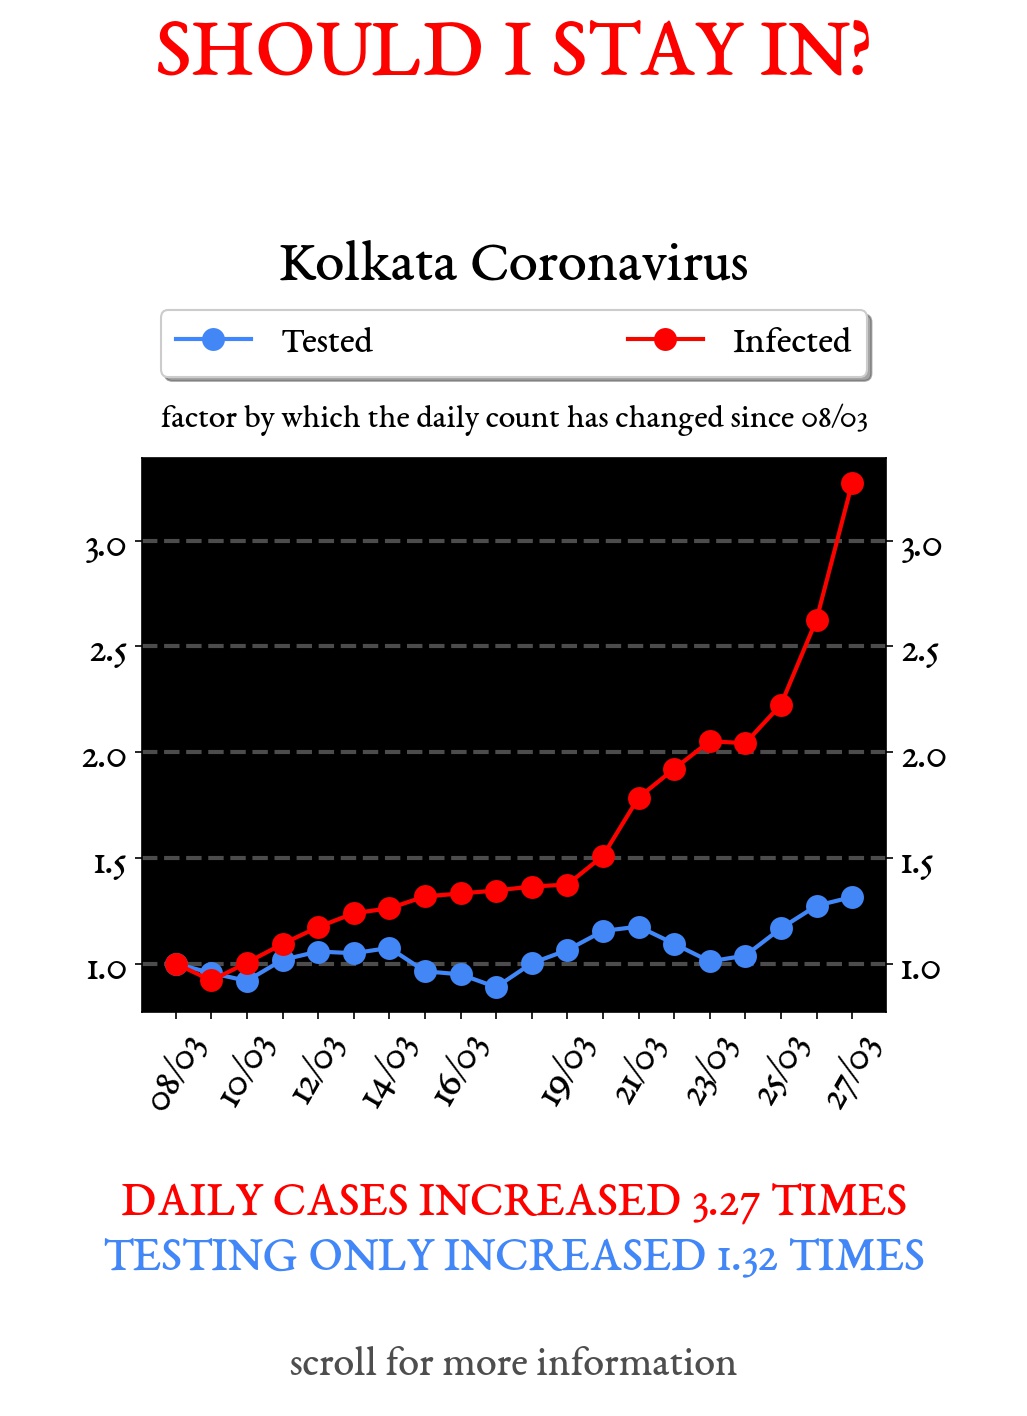 SHOULD I STAY IN?
Kolkata Coronavirus
Tested Infected
factor by which the daily count has changed since 08/03
3.0 3.0
2.5 2.5
2.0 2.0
1.5 1.5
1.0 1.0
08/03 10/03 12/03 14/03 16/03 19/03 21/03 23/03 25/03 27/03
DAILY CASES INCREASED 3.27 TIMES
TESTING ONLY INCREASED 1.32 TIMES
scroll for more information